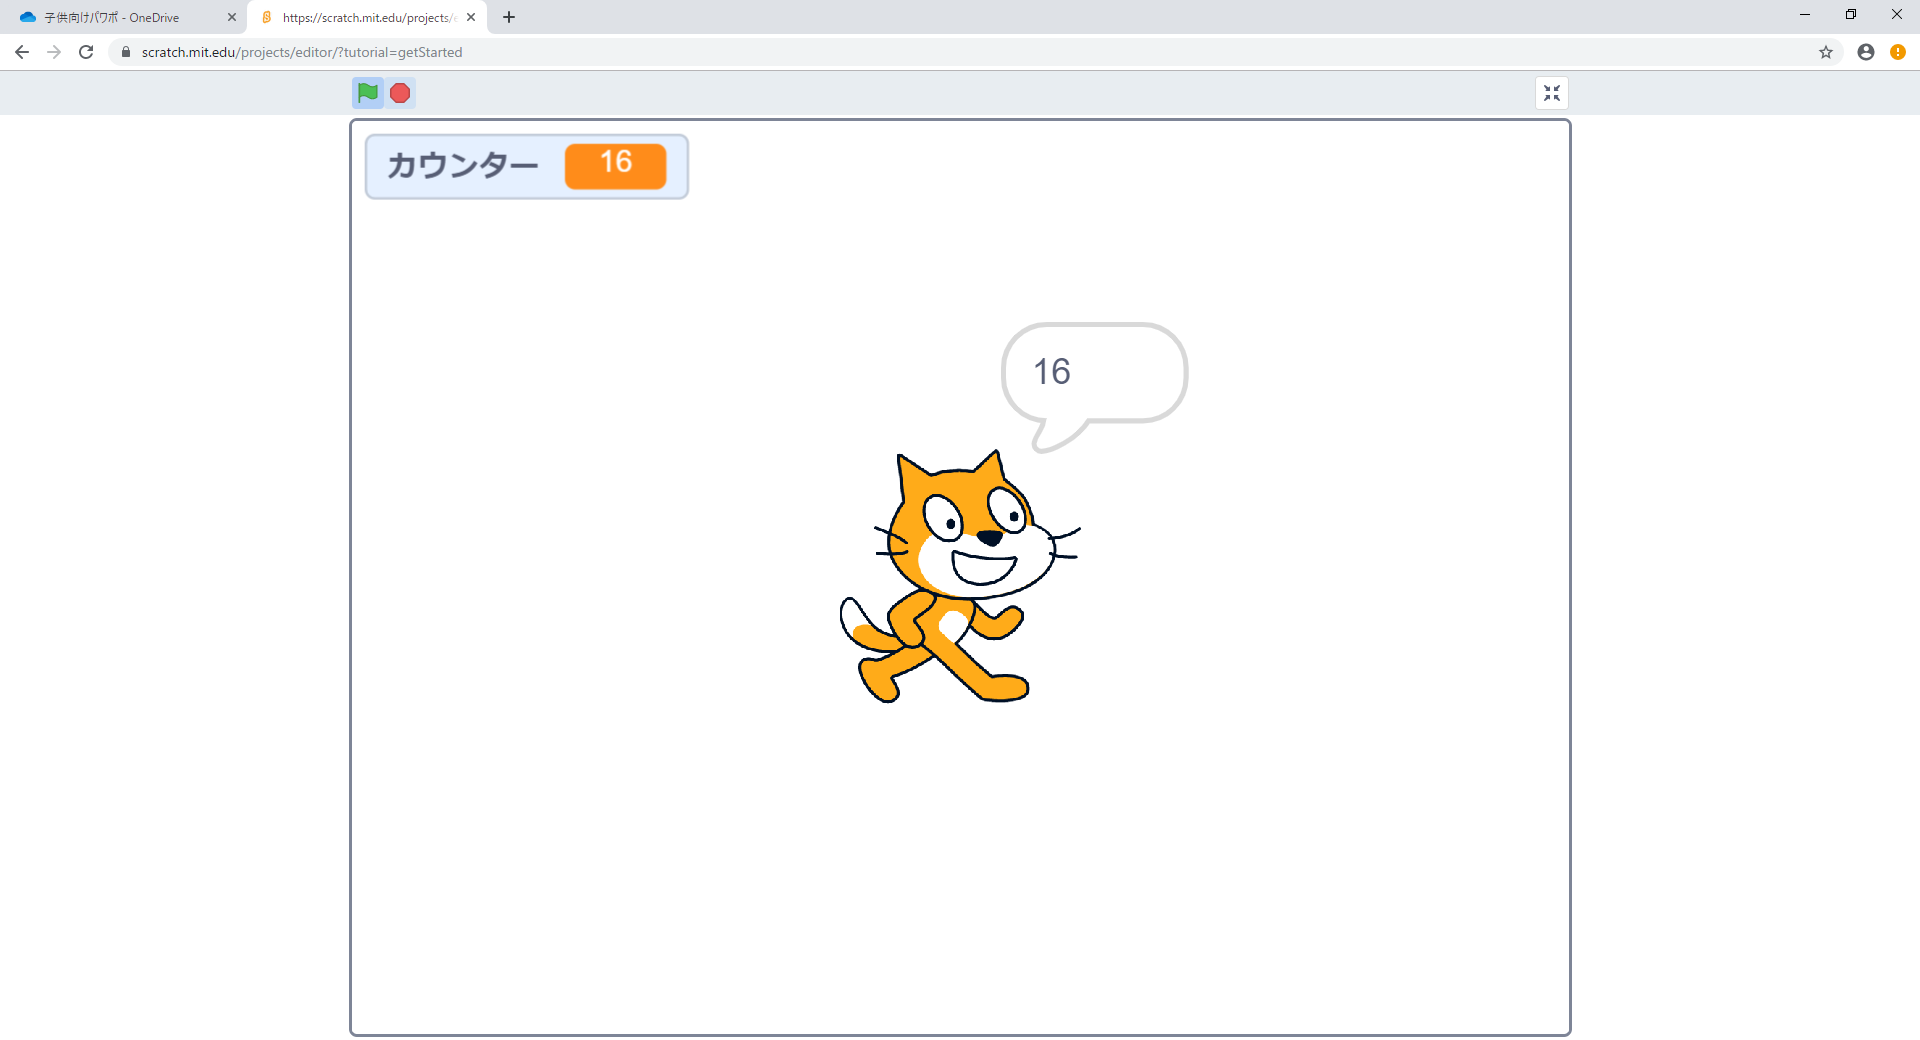 子供向けパワポ - OneDrive
https://scratch.mit.edu/projects/e
scratch.mit.edu/projects/editor/?tutorial=getStarted
カウンター 16
16